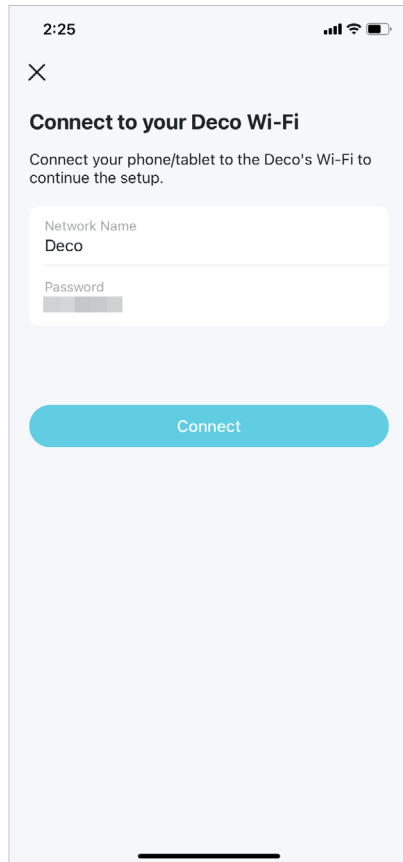 2:25
Connect to your Deco Wi-Fi
Connect your phone/tablet to the Deco's Wi-Fi to
continue the setup.
Network Name
Deco
Password
Connect